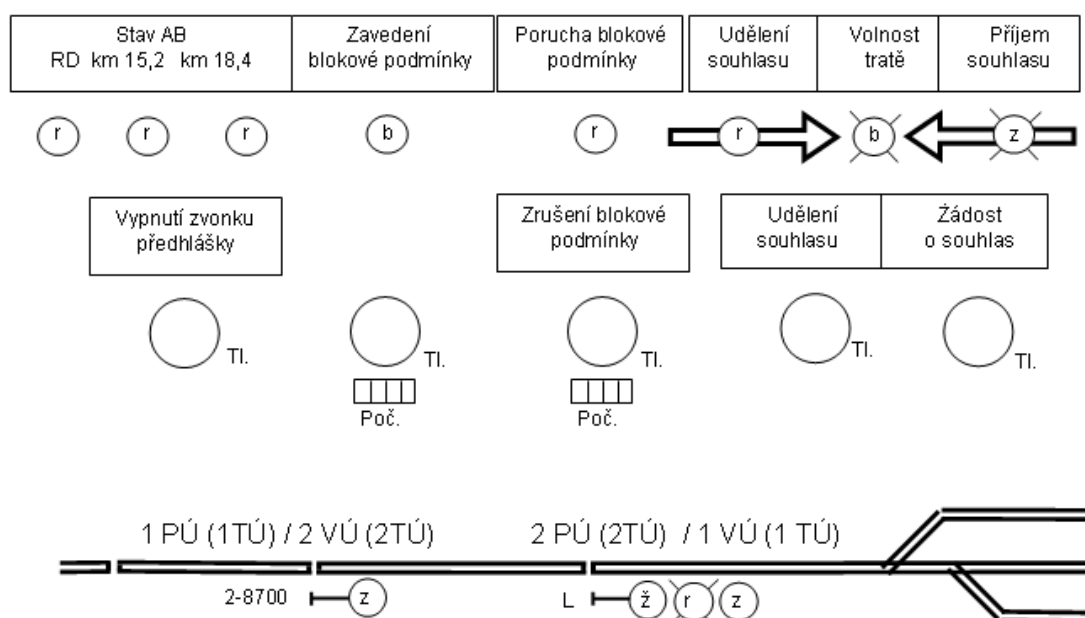 Stav AB
RD km 15,2 km 18,4
Zavedení
blokové podmínky
Porucha blokové
podmínky
Udělení
souhlasu
Volnost
tratě
Příjem
souhlasu
r
r
r
b
r
r
b
z
Vypnutí zvonku
předhlášky
Zrušení blokové
podmínky
Udělení
souhlasu
Žádost
o souhlas
Tl.
Tl.
Tl.
Tl.
Tl.
Poč.
Poč.
1 PÚ (1TÚ) / 2 VÚ (2TÚ)
2 PÚ (2TÚ) / 1 VÚ (1 TÚ)
2-8700
z
L
ž
r
z